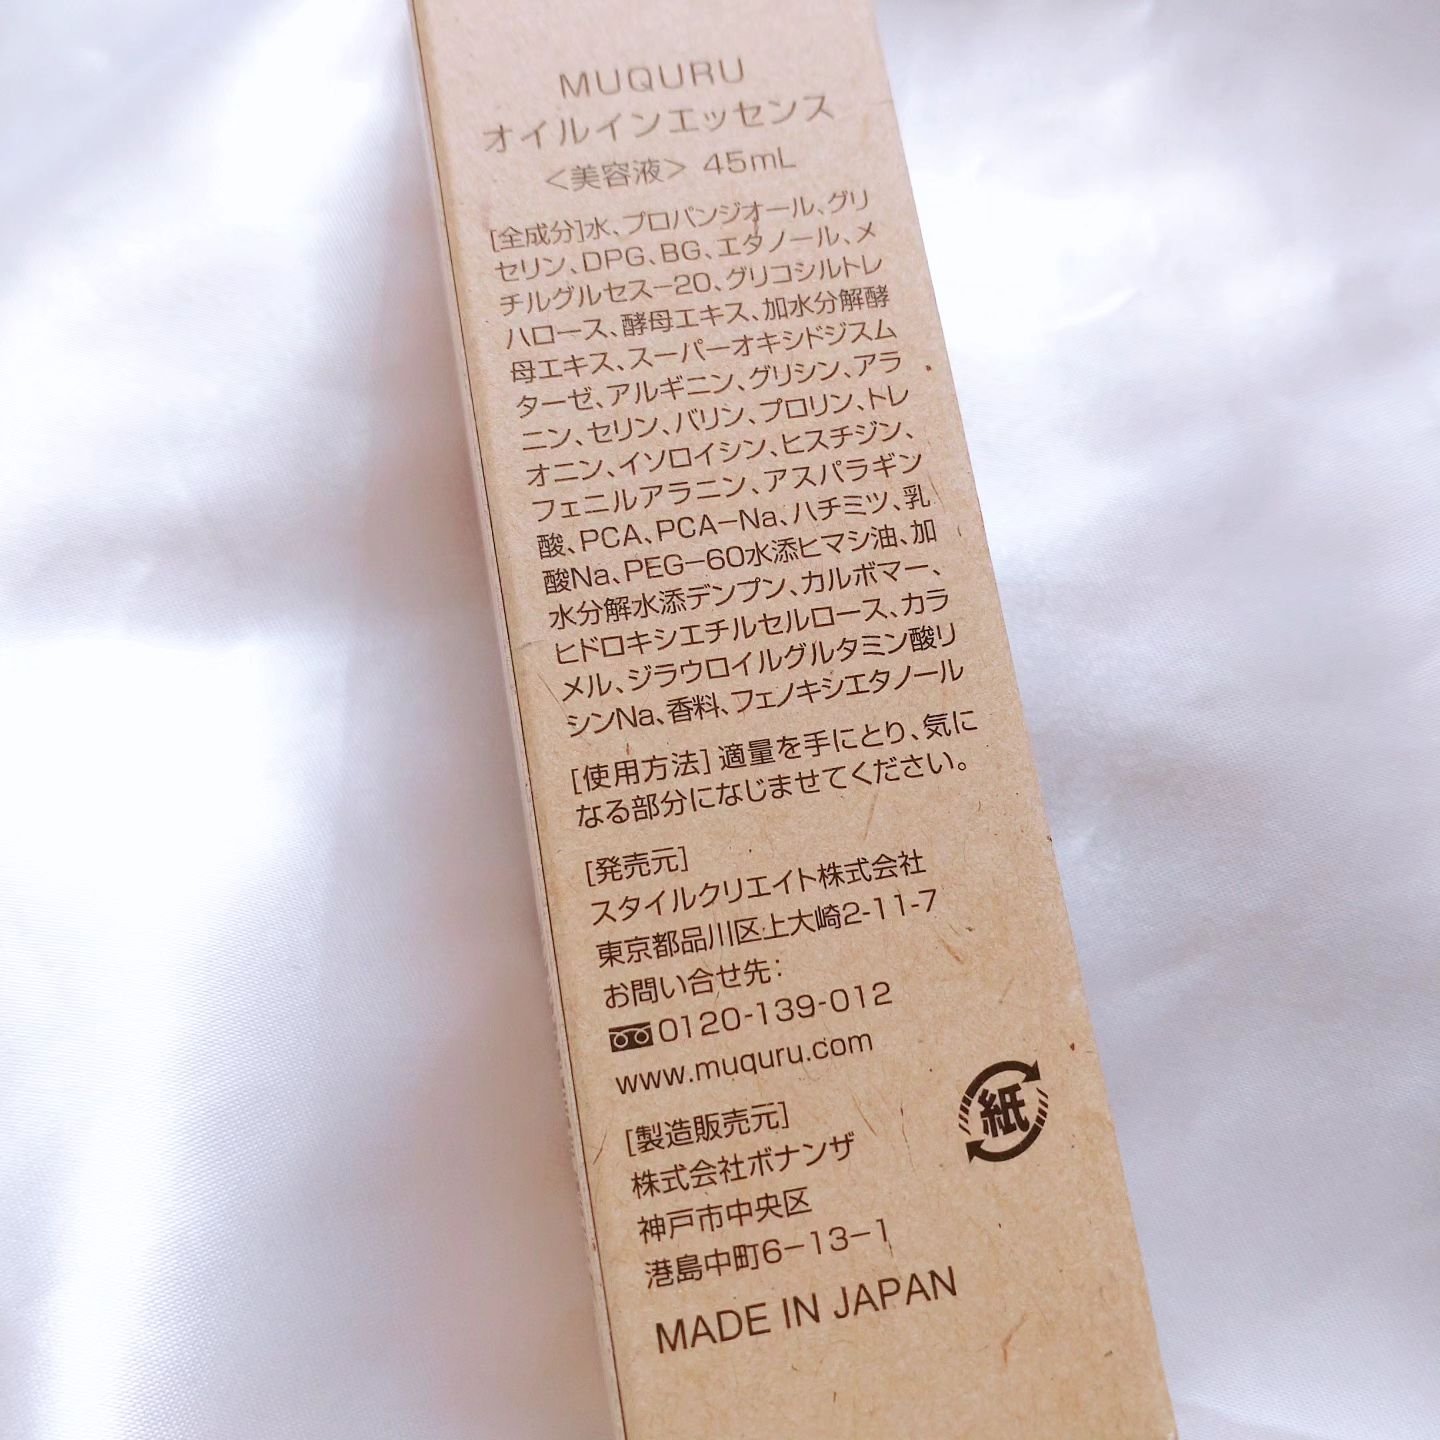 MUQURU
オイルインエッセンス
<美容液> 45mL
[全成分]水、プロパンジオール、グリ
セリン、DPG、BG、エタノール、メ
チルグルセス-20、グリコシルトレ
ハロース、酵母エキス、加水分解酵
母エキス、スーパーオキシドジスム
ターゼ、アルギニン、グリシン、アラ
ニン、セリン、バリン、プロリン、トレ
オニン、イソロイシン、ヒスチジン、
フェニルアラニン、アスパラギン
酸、PCA、PCA-Na、ハチミツ、乳
酸Na、PEG-60水添ヒマシ油、加
水分解水添デンプン、カルボマー、
ヒドロキシエチルセルロース、カラ
メル、ジラウロイルグルタミン酸リ
シンNa、香料、フェノキシエタノール
[使用方法] 適量を手にとり、気に
なる部分になじませてください。
[発売元]
スタイルクリエイト株式会社
東京都品川区上大崎2-11-7
お問い合せ先:
0120-139-012
www.muquru.com
[製造販売元]
株式会社ボナンザ
神戸市中央区
港島中町6-13-1
MADE IN JAPAN
紙